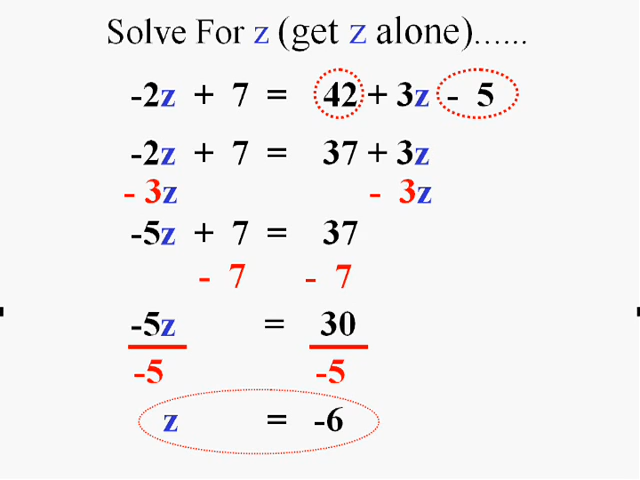 Solve For z (get z alone)......
-2z + 7 = 42 + 3z - 5
-2z + 7 = 37 + 3z
- 3z - 3z
-5z + 7 = 37
- 7 - 7
-5z = 30
-5 -5
z = -6